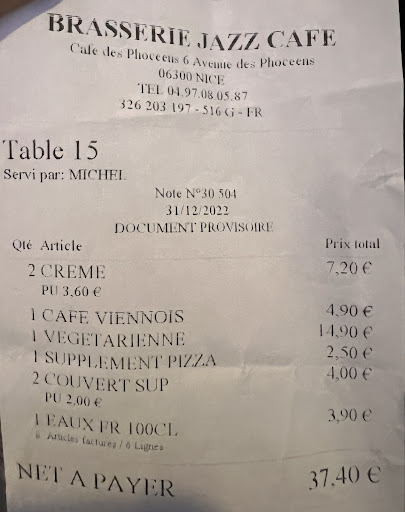 BRASSERIE JAZZ CAFE
Cafe des Phoceens 6 Avenue des Phoceens
06300 NICE
TEL 04.97.08.05.87
326 203 197 - 516 G - FR
Table 15
Servi par: MICHEL
Note N°30 504
31/12/2022
DOCUMENT PROVISOIRE
Qté Article Prix total
2 CREME 7,20 €
PU 3,60 €
1 CAFE VIENNOIS 4,90 €
1 VEGETARIENNE 14,90 €
1 SUPPLEMENT PIZZA 2,50 €
2 COUVERT SUP 4,00 €
PU 2,00 €
1 EAUX FR 100CL 3,90 €
8 Articles facturés / 6 Lignes
NET A PAYER 37.40 €